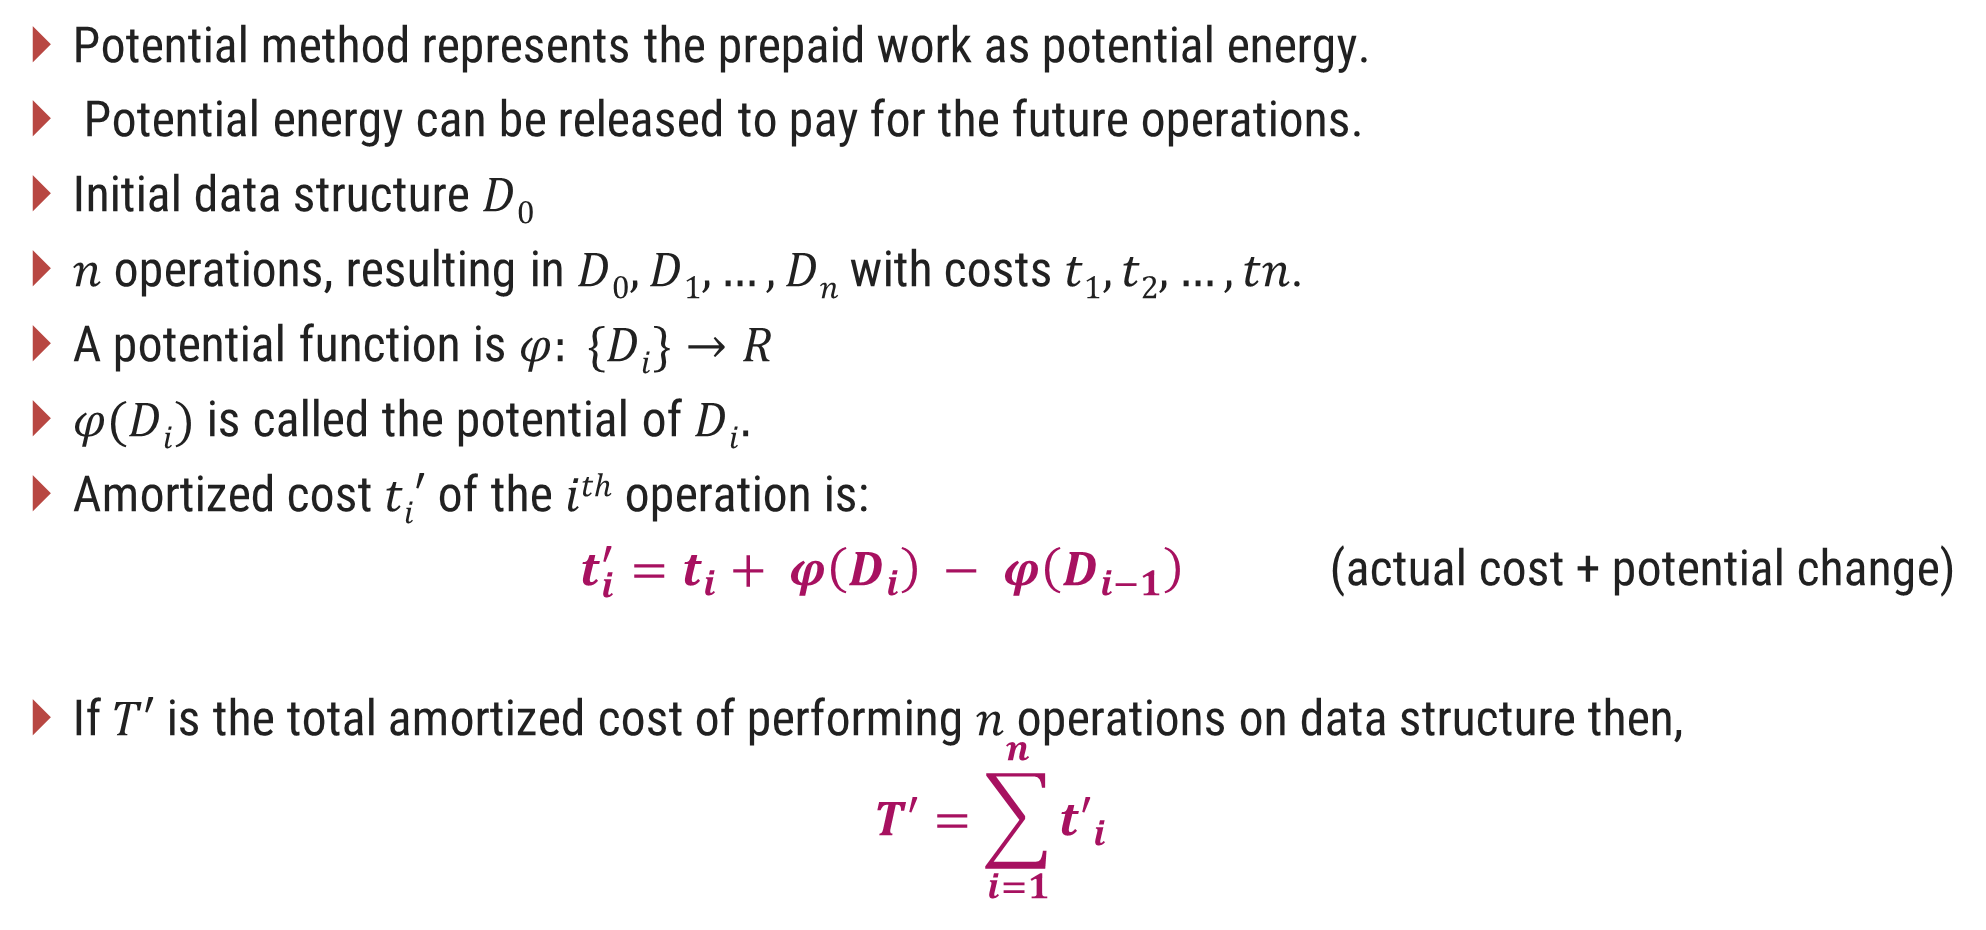 Potential method represents the prepaid work as potential energy.
Potential energy can be released to pay for the future operations.
Initial data structure D₀
n operations, resulting in D₀, D₁, … , Dₙ with costs t₁, t₂, … , tn.
A potential function is φ: {Dᵢ} → R
φ(Dᵢ) is called the potential of Dᵢ.
Amortized cost tᵢ′ of the iᵗʰ operation is:
t′ᵢ = tᵢ + φ(Dᵢ) − φ(Dᵢ₋₁) (actual cost + potential change)
If T′ is the total amortized cost of performing n operations on data structure then,
n
T′ = ∑ t′ᵢ
i=1